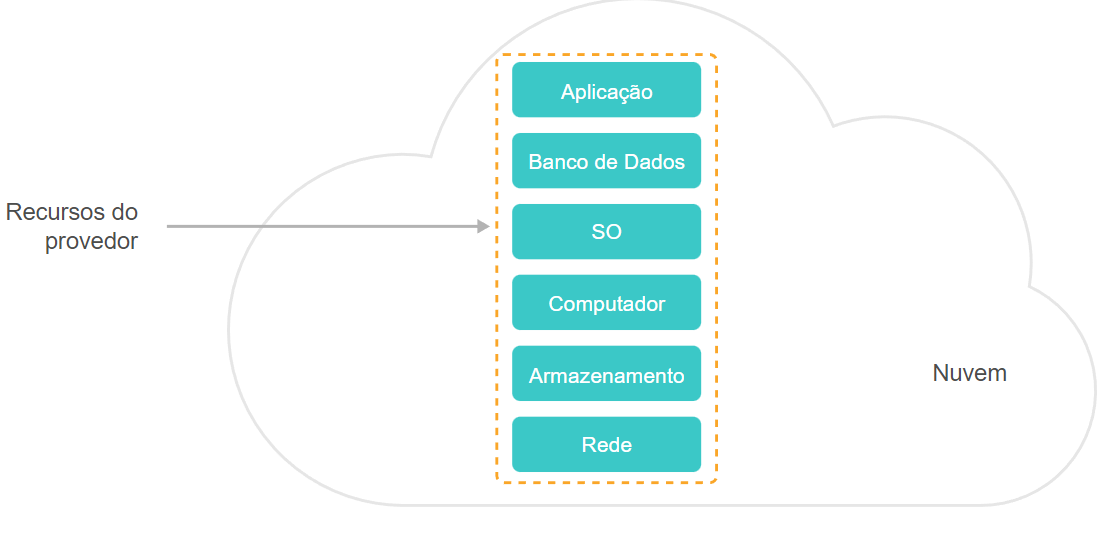 Aplicação
Banco de Dados
Recursos do
provedor
SO
Computador
Armazenamento
Nuvem
Rede